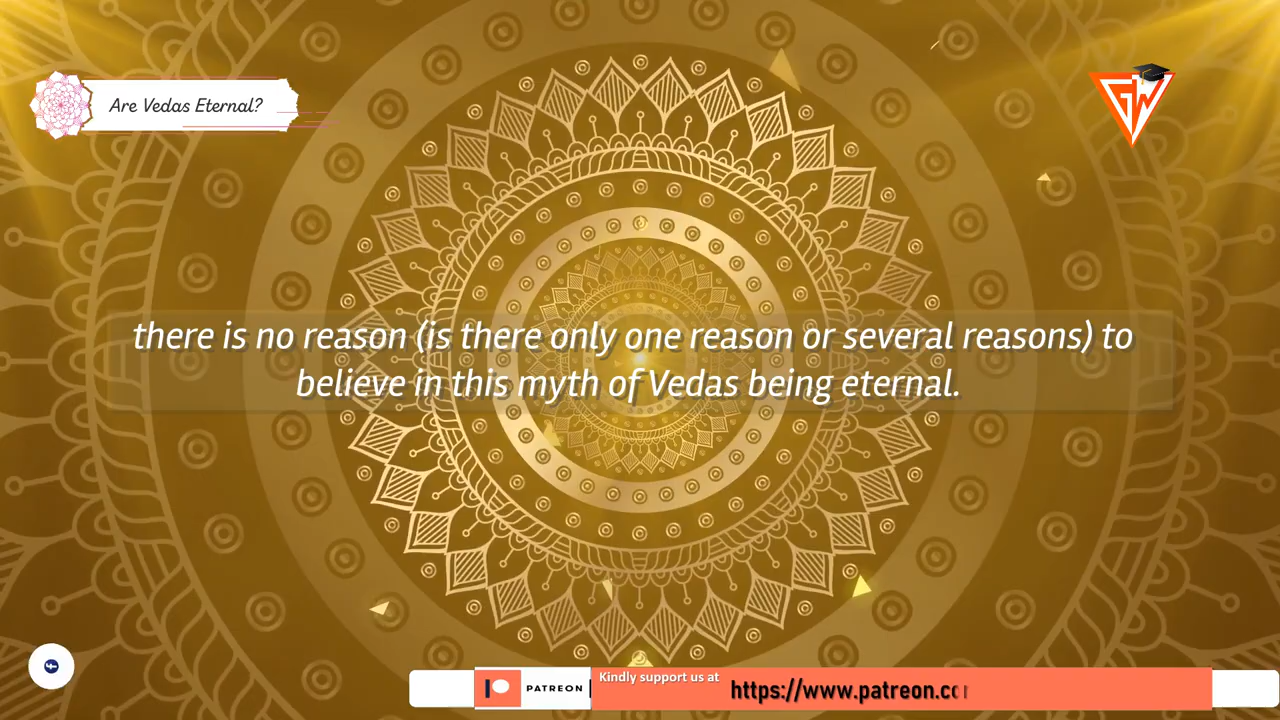 Are Vedas Eternal?
GW
there is no reason (is there only one reason or several reasons) to
believe in this myth of Vedas being eternal.
PATREON
Kindly support us at
https://www.patreon.co